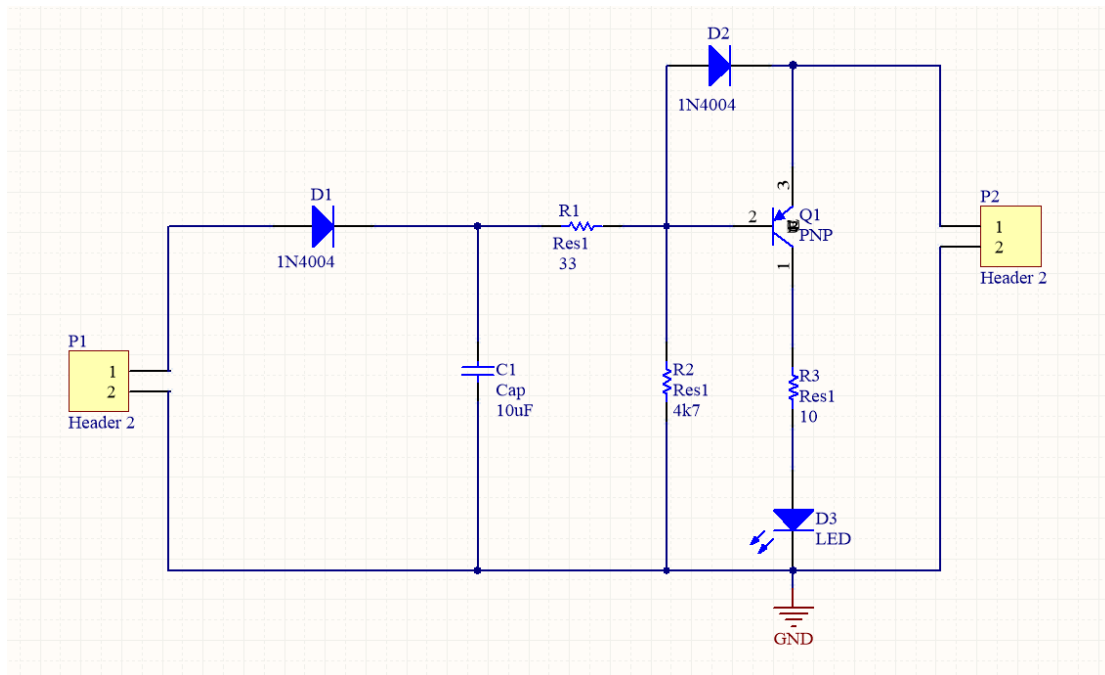 D2
1N4004
D1
1N4004
R1
Res1
33
3
2
Q1
PNP
1
P2
1
2
Header 2
P1
1
2
Header 2
C1
Cap
10uF
R2
Res1
4k7
R3
Res1
10
D3
LED
GND